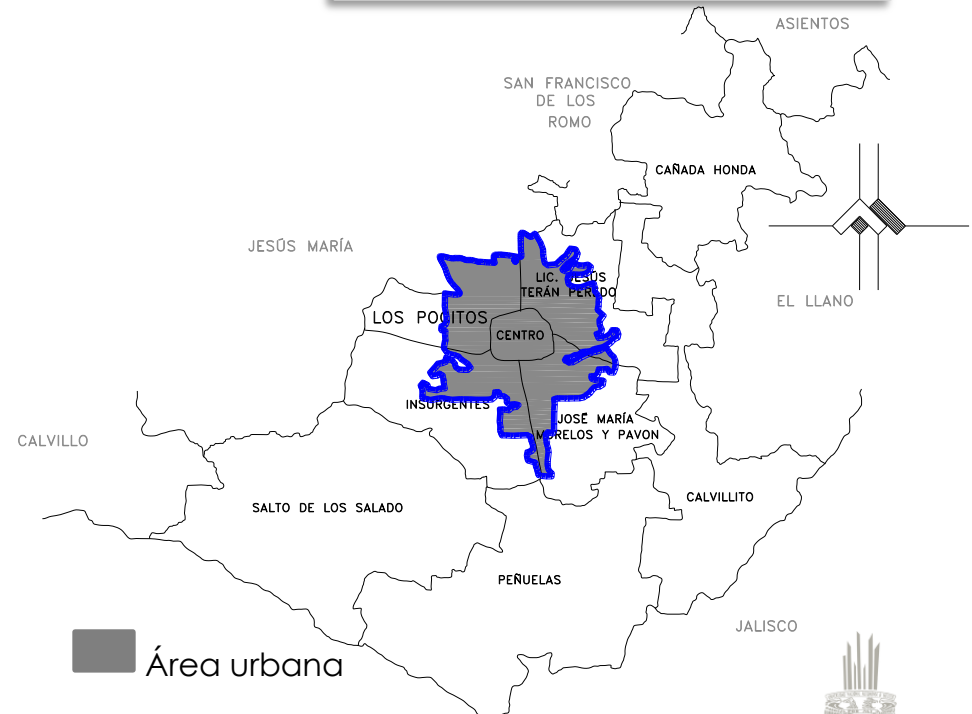 ASIENTOS
SAN FRANCISCO
DE LOS
ROMO
CAÑADA HONDA
JESÚS MARÍA
LIC. JESÚS
TERÁN PEREDO
EL LLANO
LOS POCITOS
CENTRO
INSURGENTES
JOSÉ MARÍA
MORELOS Y PAVON
CALVILLO
CALVILLITO
SALTO DE LOS SALADO
PEÑUELAS
JALISCO
Área urbana